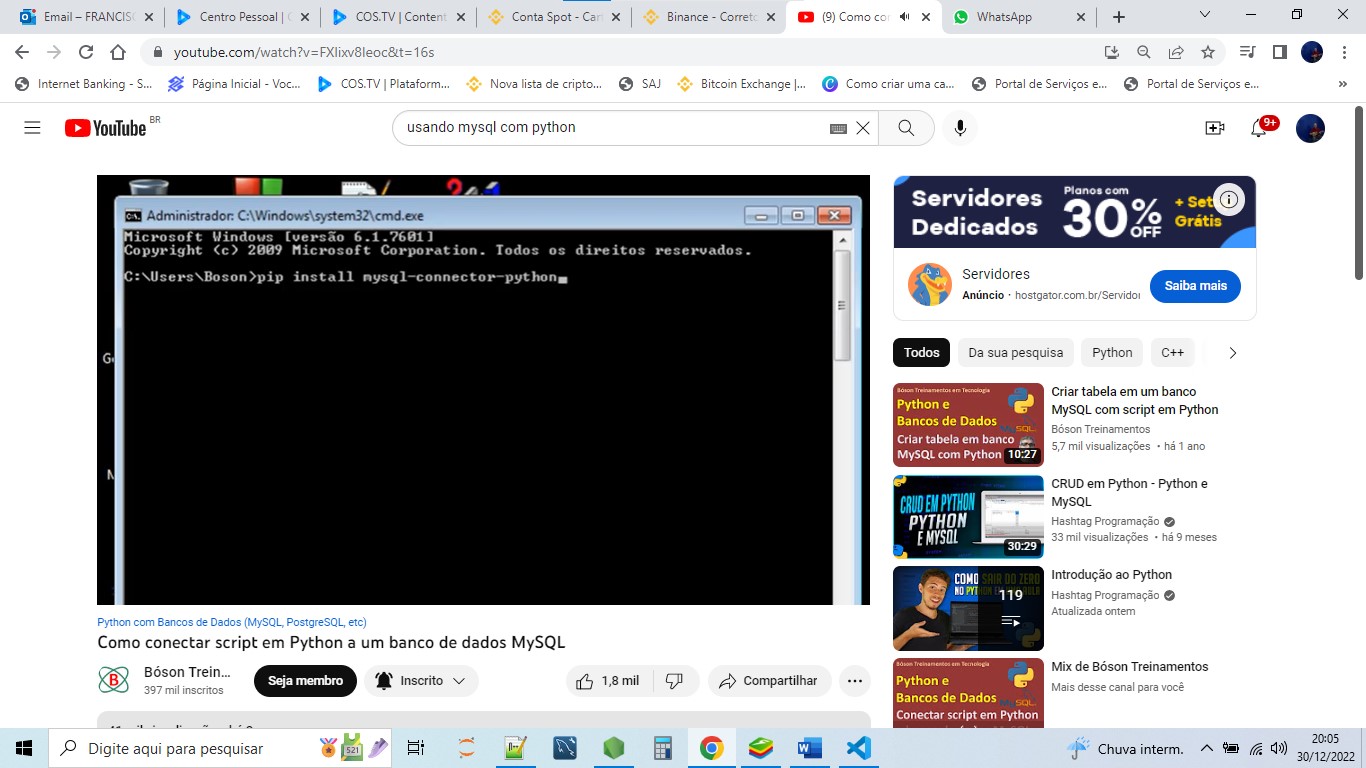 Email – FRANCISC
Centro Pessoal | C
COS.TV | Content
Conta Spot - Cart
Binance - Correto
(9) Como con
WhatsApp
youtube.com/watch?v=FXlixv8Ieoc&t=16s
Internet Banking - S...
Página Inicial - Voc...
COS.TV | Plataform...
Nova lista de cripto...
SAJ
Bitcoin Exchange |...
Como criar uma ca...
Portal de Serviços e...
Portal de Serviços e...
YouTube BR
usando mysql com python
9+
Administrador: C:\Windows\system32\cmd.exe
Microsoft Windows [versão 6.1.7601]
Copyright (c) 2009 Microsoft Corporation. Todos os direitos reservados.
C:\Users\Boson>pip install mysql-connector-python
Python com Bancos de Dados (MySQL, PostgreSQL, etc)
Como conectar script em Python a um banco de dados MySQL
B
Bóson Trein...
397 mil inscritos
Seja membro
Inscrito
1,8 mil
Compartilhar
Servidores
Dedicados
Planos com
30% OFF
+ Set
Grátis
Servidores
Anúncio · hostgator.com.br/Servidor
Saiba mais
Todos
Da sua pesquisa
Python
C++
Bóson Treinamentos em Tecnologia
Python e
Bancos de Dados
MySQL
Criar tabela em banco
MySQL com Python
10:27
Criar tabela em um banco
MySQL com script em Python
Bóson Treinamentos
5,7 mil visualizações • há 1 ano
CRUD EM PYTHON
PYTHON
E MYSQL
30:29
CRUD em Python - Python e
MySQL
Hashtag Programação
33 mil visualizações • há 9 meses
COMO SAIR DO ZERO
NO PYTHON EM UMA AULA
119
Introdução ao Python
Hashtag Programação
Atualizada ontem
Bóson Treinamentos em Tecnologia
Python e
Bancos de Dados
MySQL
Conectar script em Python
Mix de Bóson Treinamentos
Mais desse canal para você
Digite aqui para pesquisar
521
Chuva interm.
20:05
30/12/2022